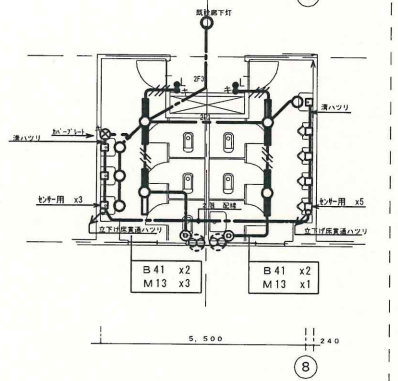 既設廊下灯
L
L
キ
キ
2F3
溝ハツリ
カバープレート
溝ハツリ
センサー用 x3
センサー用 x5
立下げ床貫通ハツリ
立下げ床貫通ハツリ
B41 x2
M13 x3
B41 x2
M13 x1
5,500
240
8